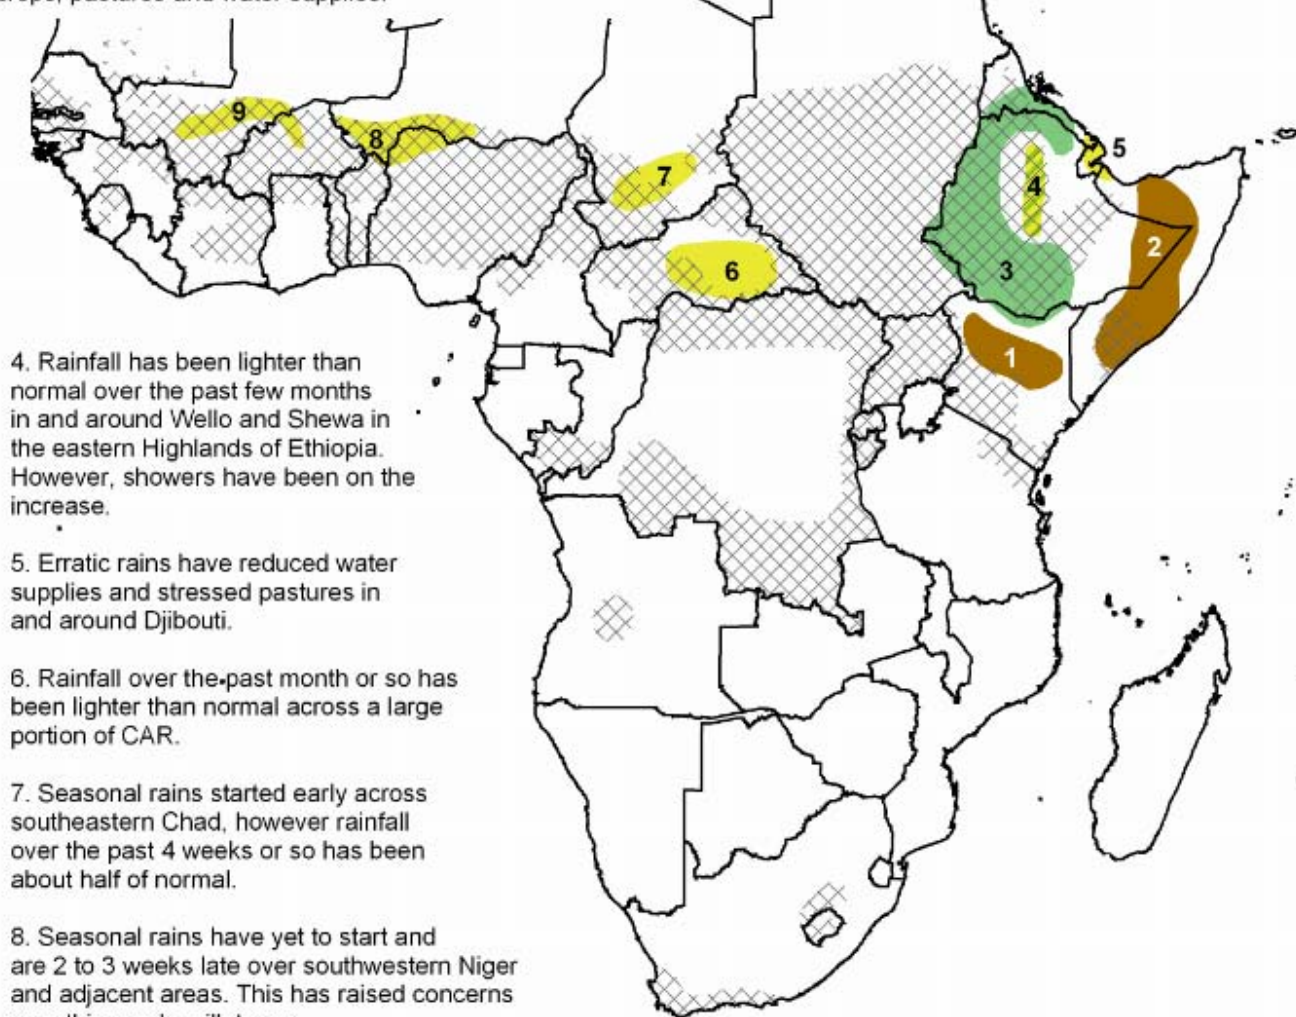 pastures and water supplies.
9
8
7
6
5
4
3
2
1
4. Rainfall has been lighter than
normal over the past few months
in and around Wello and Shewa in
the eastern Highlands of Ethiopia.
However, showers have been on the
increase.
5. Erratic rains have reduced water
supplies and stressed pastures in
and around Djibouti.
6. Rainfall over the past month or so has
been lighter than normal across a large
portion of CAR.
7. Seasonal rains started early across
southeastern Chad, however rainfall
over the past 4 weeks or so has been
about half of normal.
8. Seasonal rains have yet to start and
are 2 to 3 weeks late over southwestern Niger
and adjacent areas. This has raised concerns